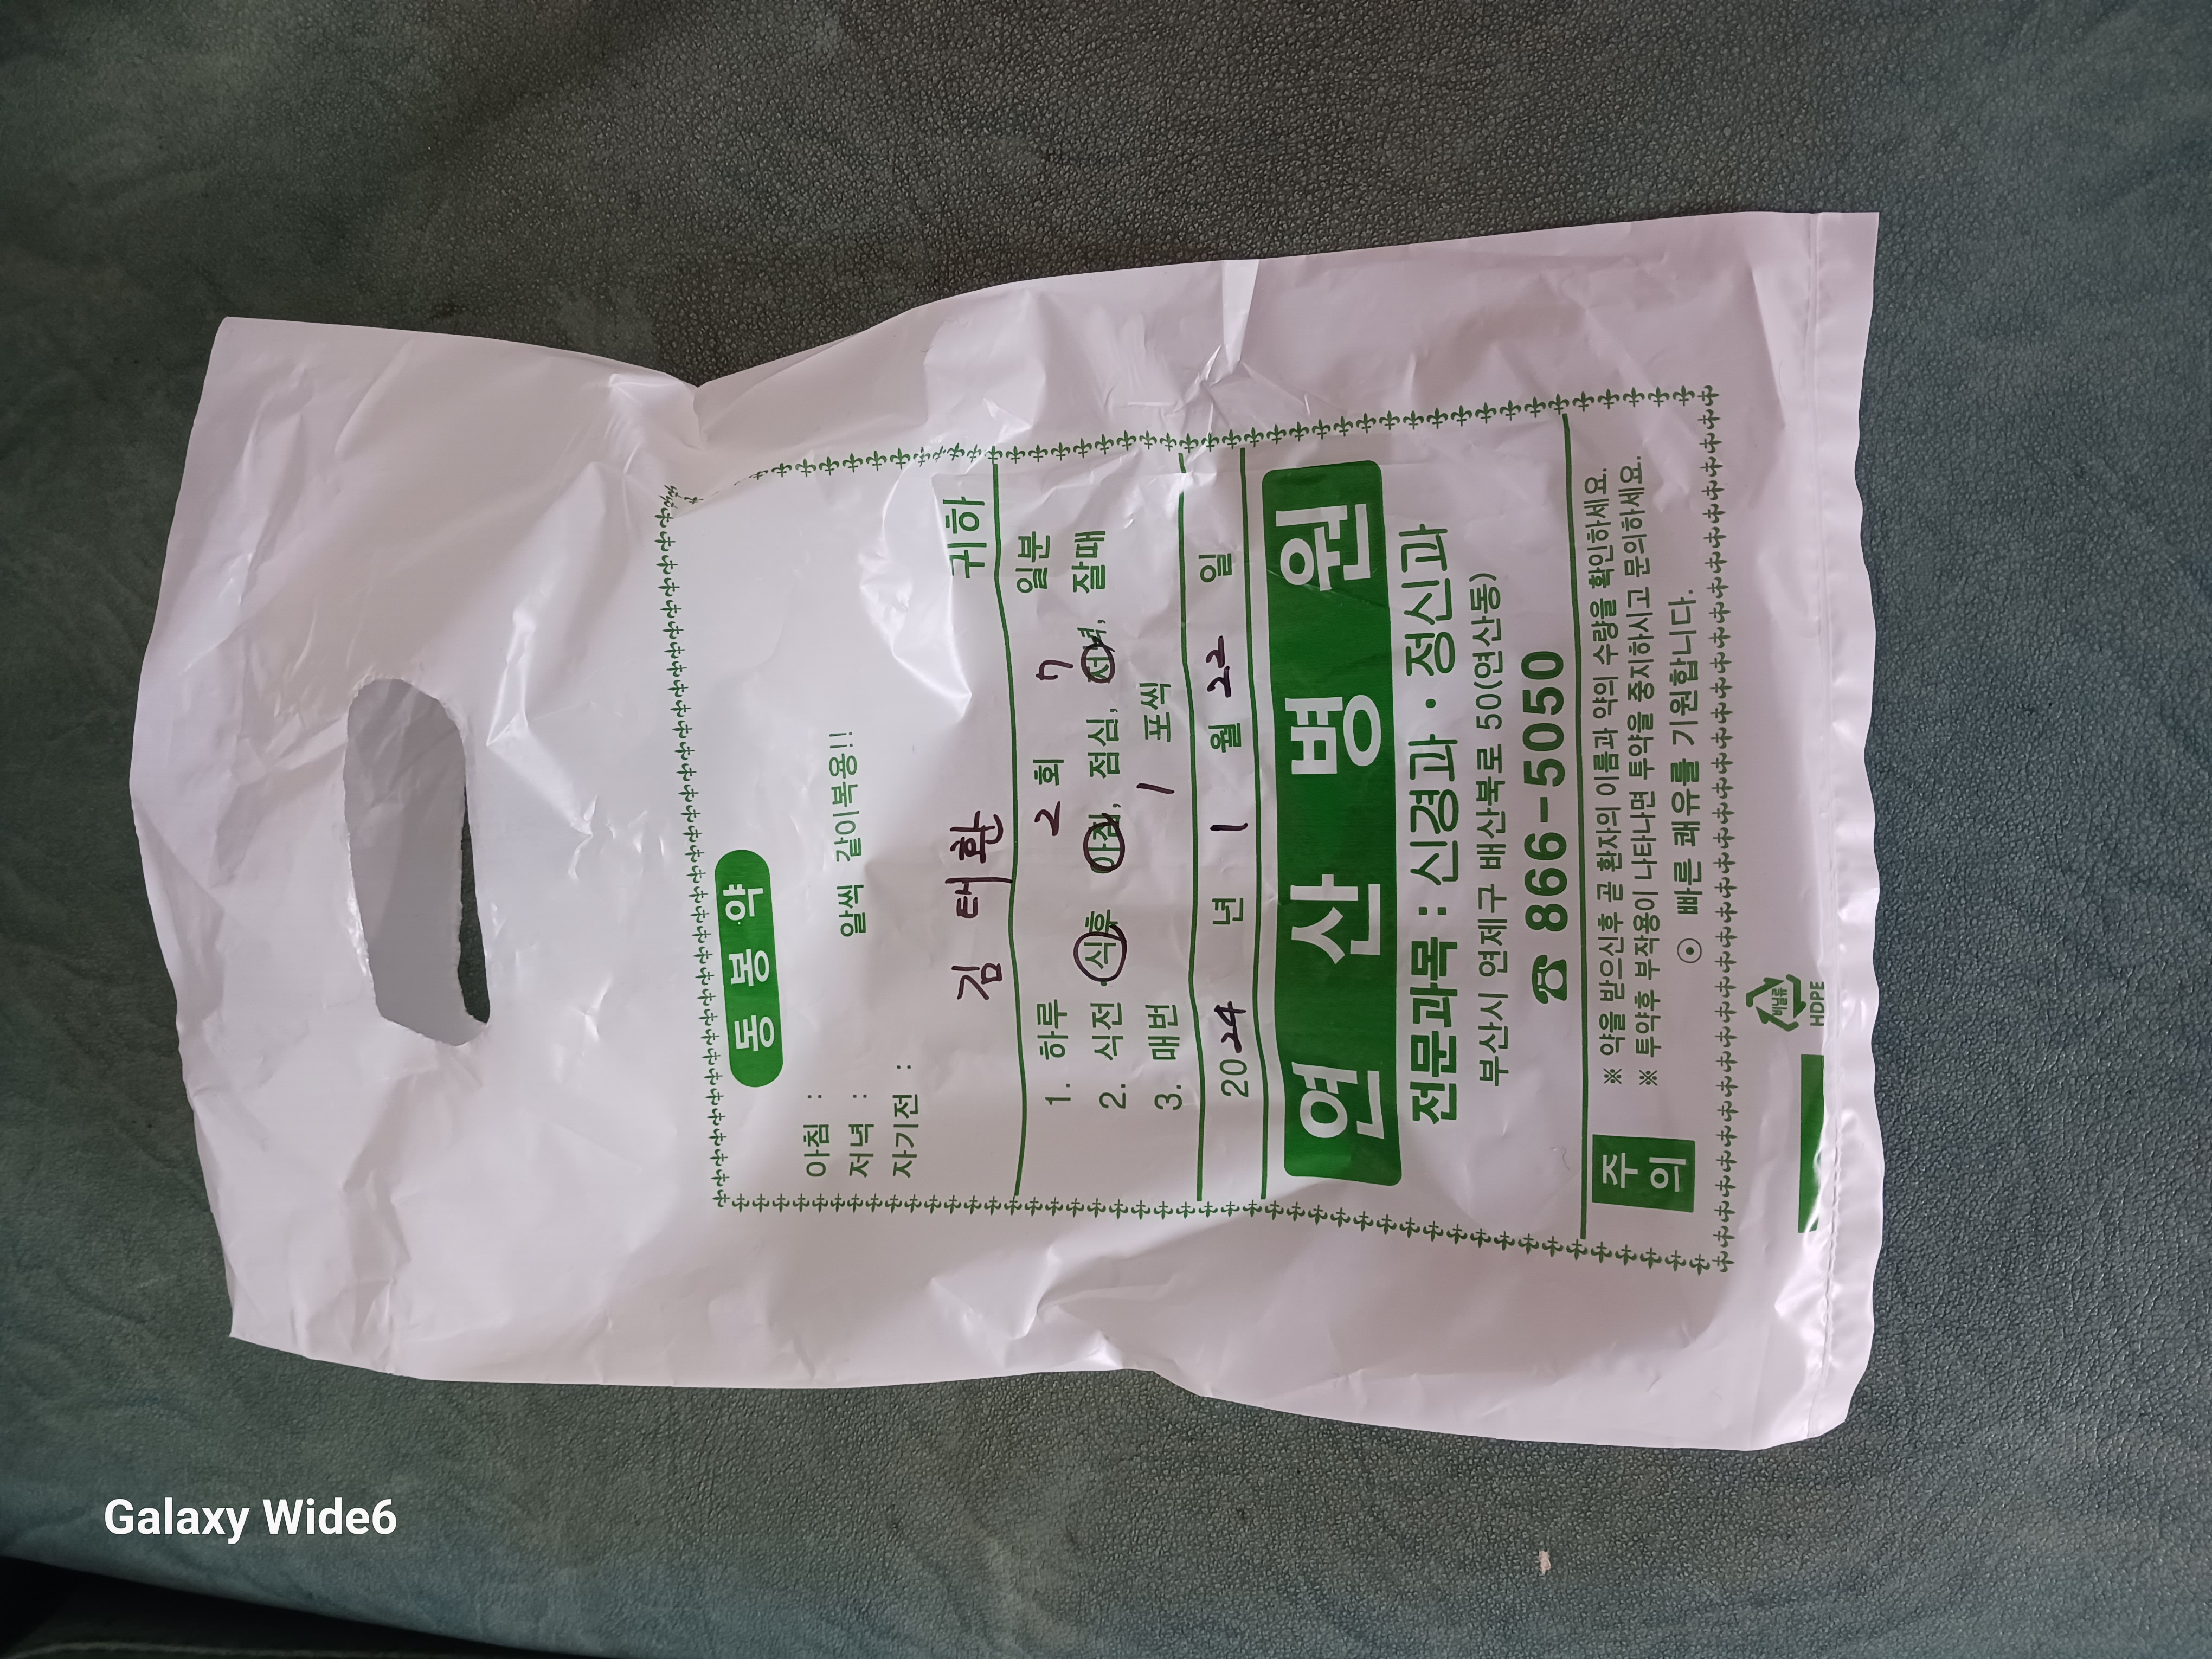 동 봉 약
아침 :
저녁 : 알씩 같이복용!!
자기전 :
김 태환 귀하
1. 하루 2 회 7 일분
2. 식전. 식후 아침, 점심, 저녁, 잘때
3. 매번 1 포씩
2024 년 1 월 22 일
연 산 병 원
전문과목 : 신경과 · 정신과
부산시 연제구 배산북로 50(연산동)
☎ 866-5050
주의
※ 약을 받으신후 곧 환자의 이름과 약의 수량을 확인하세요.
※ 투약후 부작용이 나타나면 투약을 중지하시고 문의하세요.
⊙ 빠른 쾌유를 기원합니다.
비닐류
HDPE
Galaxy Wide6